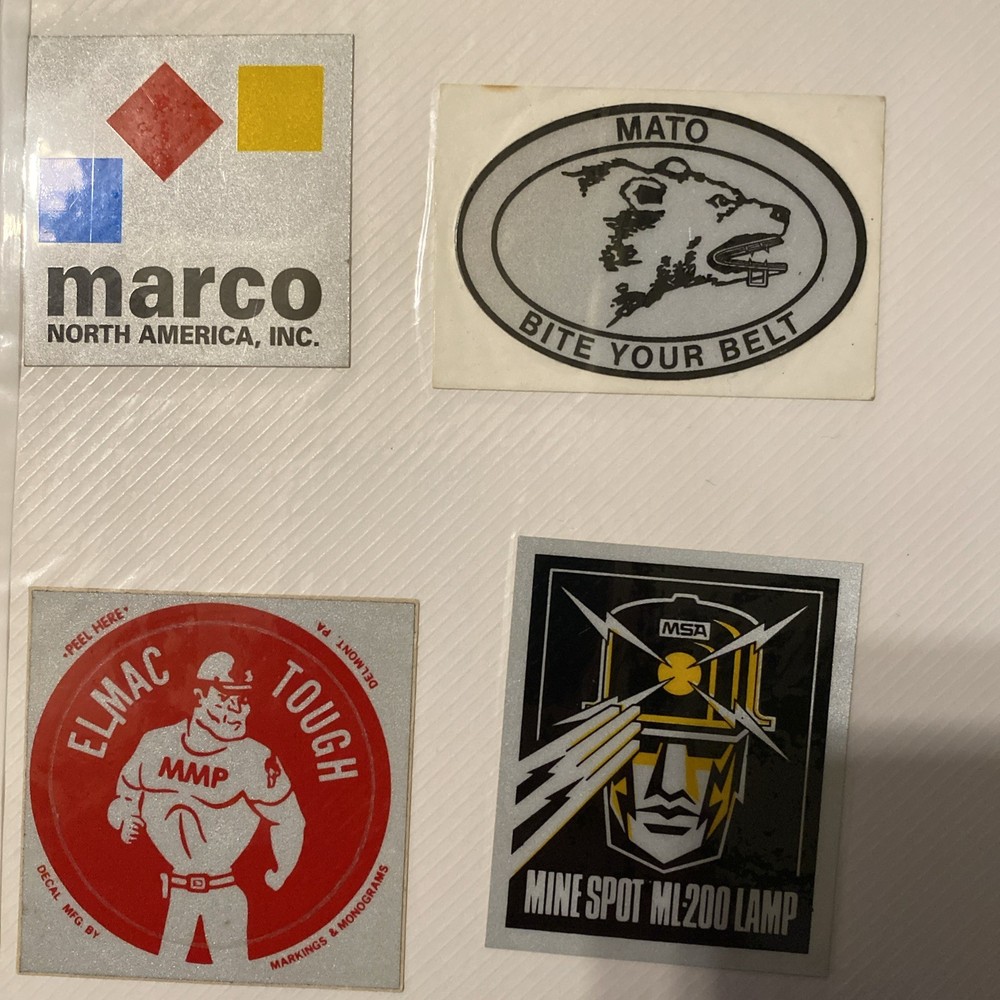 marco
NORTH AMERICA, INC.
MATO
BITE YOUR BELT
•PEEL HERE•
DELMONT PA
ELMAC TOUGH
MMP
DECAL MFG. BY
MARKINGS & MONOGRAMS
MSA
MINE SPOT ML-200 LAMP